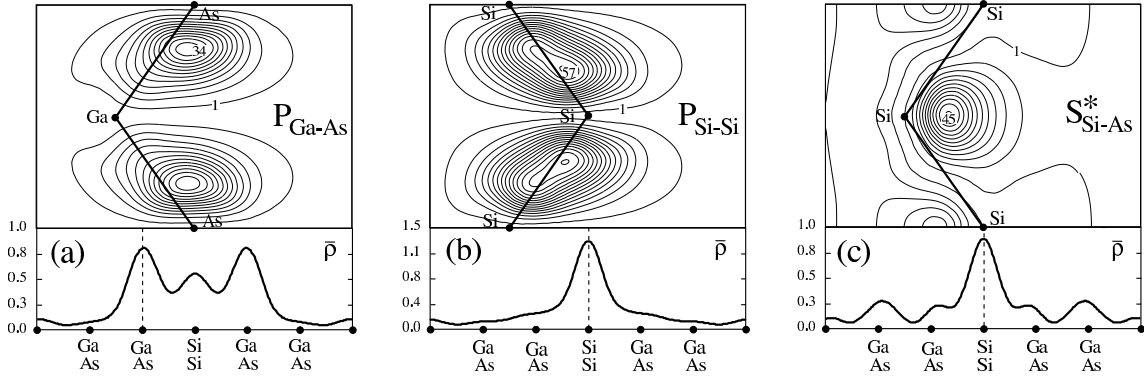 As
34
1
Ga
P Ga-As
As
Si
57
Si
1
P Si-Si
Si
Si
1
Si
45
S* Si-As
Si
1.0
0.8
0.5
0.3
0.0
(a)
ρ̄
Ga Ga Si Ga Ga
As As Si As As
1.5
1.1
0.8
0.4
0.0
(b)
ρ̄
Ga Ga Si Ga Ga
As As Si As As
1.0
0.8
0.5
0.3
0.0
(c)
ρ̄
Ga Ga Si Ga Ga
As As Si As As